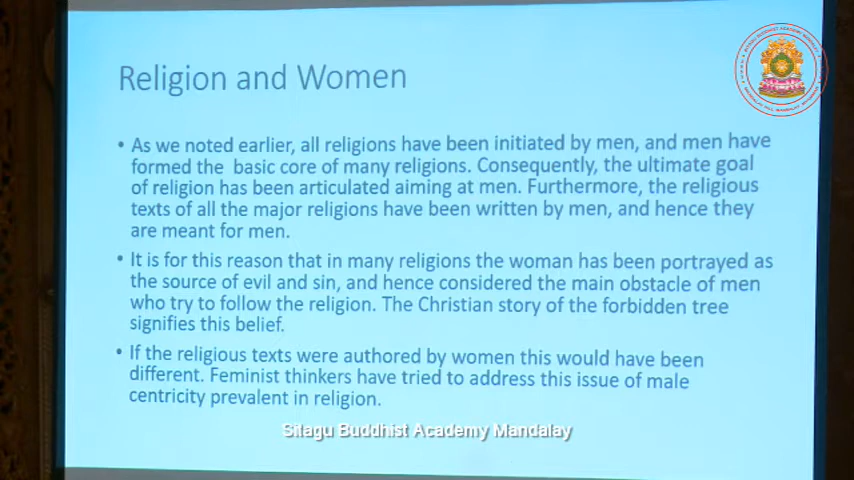 Religion and Women
• As we noted earlier, all religions have been initiated by men, and men have
formed the basic core of many religions. Consequently, the ultimate goal
of religion has been articulated aiming at men. Furthermore, the religious
texts of all the major religions have been written by men, and hence they
are meant for men.
• It is for this reason that in many religions the woman has been portrayed as
the source of evil and sin, and hence considered the main obstacle of men
who try to follow the religion. The Christian story of the forbidden tree
signifies this belief.
• If the religious texts were authored by women this would have been
different. Feminist thinkers have tried to address this issue of male
centricity prevalent in religion.
Sitagu Buddhist Academy Mandalay